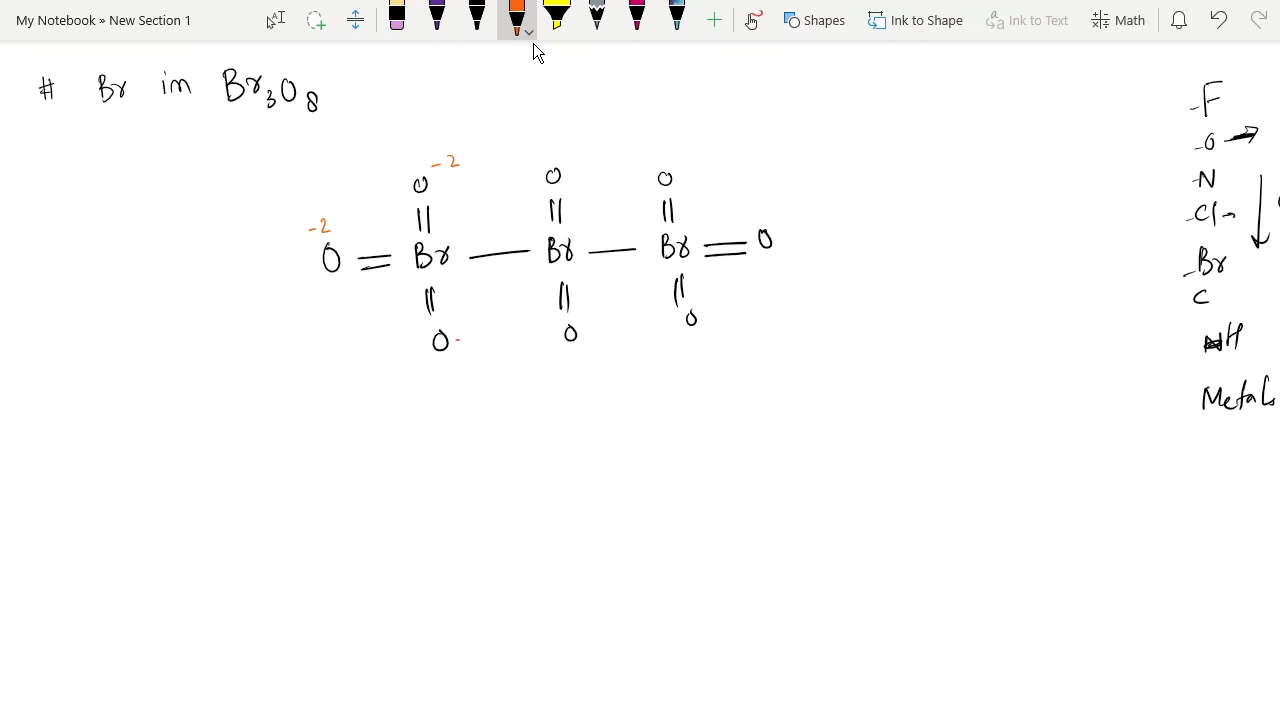 My Notebook » New Section 1
Shapes
Ink to Shape
Ink to Text
Math
# Br in Br3O8
-2
O O O
-2
O = Br — Br — Br = O
O O O
F
O →
N
Cl
Br
C
H
Metals